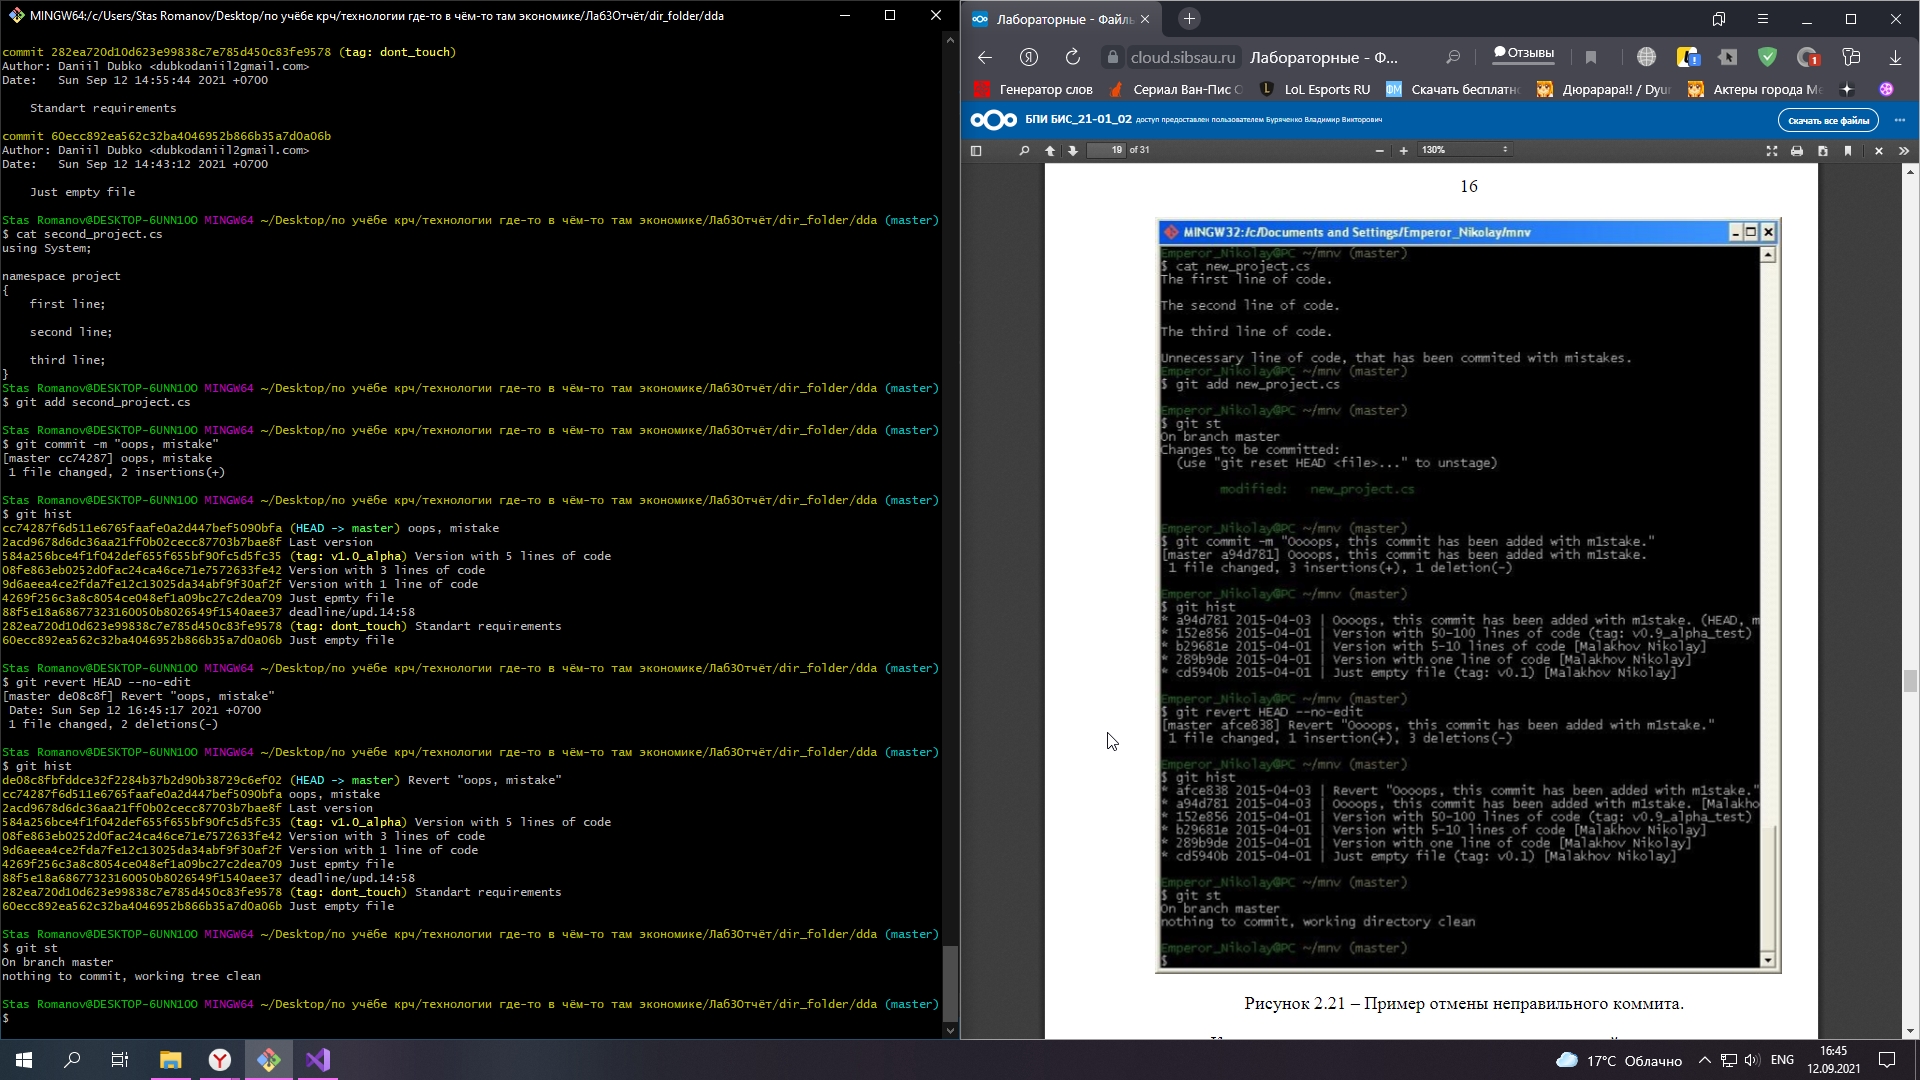 MINGW64:/c/Users/Stas Romanov/Desktop/по учёбе крч/технологии где-то в чём-то там экономике/Лаб3Отчёт/dir_folder/dda
commit 282ea720d10d623e99838c7e785d450c83fe9578 (tag: dont_touch)
Author: Daniil Dubko <dubkodaniil2gmail.com>
Date:   Sun Sep 12 14:55:44 2021 +0700
Standart requirements
commit 60ecc892ea562c32ba4046952b866b35a7d0a06b
Author: Daniil Dubko <dubkodaniil2gmail.com>
Date:   Sun Sep 12 14:43:12 2021 +0700
Just empty file
Stas Romanov@DESKTOP-6UNN1OO MINGW64 ~/Desktop/по учёбе крч/технологии где-то в чём-то там экономике/Лаб3Отчёт/dir_folder/dda (master)
$ cat second_project.cs
using System;
namespace project
{
first line;
second line;
third line;
}
Stas Romanov@DESKTOP-6UNN1OO MINGW64 ~/Desktop/по учёбе крч/технологии где-то в чём-то там экономике/Лаб3Отчёт/dir_folder/dda (master)
$ git add second_project.cs
Stas Romanov@DESKTOP-6UNN1OO MINGW64 ~/Desktop/по учёбе крч/технологии где-то в чём-то там экономике/Лаб3Отчёт/dir_folder/dda (master)
$ git commit -m "oops, mistake"
[master cc74287] oops, mistake
1 file changed, 2 insertions(+)
Stas Romanov@DESKTOP-6UNN1OO MINGW64 ~/Desktop/по учёбе крч/технологии где-то в чём-то там экономике/Лаб3Отчёт/dir_folder/dda (master)
$ git hist
cc74287f6d511e6765faafe0a2d447bef5090bfa (HEAD -> master) oops, mistake
2acd9678d6dc36aa21ff0b02cecc87703b7bae8f Last version
584a256bce4f1f042def655f655bf90fc5d5fc35 (tag: v1.0_alpha) Version with 5 lines of code
08fe863eb0252d0fac24ca46ce71e7572633fe42 Version with 3 lines of code
9d6aeea4ce2fda7fe12c13025da34abf9f30af2f Version with 1 line of code
4269f256c3a8c8054ce048ef1a09bc27c2dea709 Just epmty file
88f5e18a68677323160050b8026549f1540aee37 deadline/upd.14:58
282ea720d10d623e99838c7e785d450c83fe9578 (tag: dont_touch) Standart requirements
60ecc892ea562c32ba4046952b866b35a7d0a06b Just empty file
Stas Romanov@DESKTOP-6UNN1OO MINGW64 ~/Desktop/по учёбе крч/технологии где-то в чём-то там экономике/Лаб3Отчёт/dir_folder/dda (master)
$ git revert HEAD --no-edit
[master de08c8f] Revert "oops, mistake"
Date: Sun Sep 12 16:45:17 2021 +0700
1 file changed, 2 deletions(-)
Stas Romanov@DESKTOP-6UNN1OO MINGW64 ~/Desktop/по учёбе крч/технологии где-то в чём-то там экономике/Лаб3Отчёт/dir_folder/dda (master)
$ git hist
de08c8fbfddce32f2284b37b2d90b38729c6ef02 (HEAD -> master) Revert "oops, mistake"
cc74287f6d511e6765faafe0a2d447bef5090bfa oops, mistake
2acd9678d6dc36aa21ff0b02cecc87703b7bae8f Last version
584a256bce4f1f042def655f655bf90fc5d5fc35 (tag: v1.0_alpha) Version with 5 lines of code
08fe863eb0252d0fac24ca46ce71e7572633fe42 Version with 3 lines of code
9d6aeea4ce2fda7fe12c13025da34abf9f30af2f Version with 1 line of code
4269f256c3a8c8054ce048ef1a09bc27c2dea709 Just epmty file
88f5e18a68677323160050b8026549f1540aee37 deadline/upd.14:58
282ea720d10d623e99838c7e785d450c83fe9578 (tag: dont_touch) Standart requirements
60ecc892ea562c32ba4046952b866b35a7d0a06b Just empty file
Stas Romanov@DESKTOP-6UNN1OO MINGW64 ~/Desktop/по учёбе крч/технологии где-то в чём-то там экономике/Лаб3Отчёт/dir_folder/dda (master)
$ git st
On branch master
nothing to commit, working tree clean
Stas Romanov@DESKTOP-6UNN1OO MINGW64 ~/Desktop/по учёбе крч/технологии где-то в чём-то там экономике/Лаб3Отчёт/dir_folder/dda (master)
$
Лабораторные - Файль
cloud.sibsau.ru Лабораторные - Ф... Отзывы
Генератор слов Сериал Ван-Пис LoL Esports RU Скачать бесплатн Дюрарара!! / Dyur Актеры города Ме
БПИ БИС_21-01_02 доступ предоставлен пользователем Буряченко Владимир Викторович Скачать все файлы
19 of 31 130%
16
MINGW32:/c/Documents and Settings/Emperor_Nikolay/mnv
Emperor_Nikolay@PC ~/mnv (master)
$ cat new_project.cs
The first line of code.
The second line of code.
The third line of code.
Unnecessary line of code, that has been commited with mistakes.
Emperor_Nikolay@PC ~/mnv (master)
$ git add new_project.cs
Emperor_Nikolay@PC ~/mnv (master)
$ git st
On branch master
Changes to be committed:
(use "git reset HEAD <file>..." to unstage)
modified:   new_project.cs
Emperor_Nikolay@PC ~/mnv (master)
$ git commit -m "Oooops, this commit has been added with m1stake."
[master a94d781] Oooops, this commit has been added with m1stake.
1 file changed, 3 insertions(+), 1 deletion(-)
Emperor_Nikolay@PC ~/mnv (master)
$ git hist
* a94d781 2015-04-03 | Oooops, this commit has been added with m1stake. (HEAD, m
* 152e856 2015-04-01 | Version with 50-100 lines of code (tag: v0.9_alpha_test)
* b29681e 2015-04-01 | Version with 5-10 lines of code [Malakhov Nikolay]
* 289b9de 2015-04-01 | Version with one line of code [Malakhov Nikolay]
* cd5940b 2015-04-01 | Just empty file (tag: v0.1) [Malakhov Nikolay]
Emperor_Nikolay@PC ~/mnv (master)
$ git revert HEAD --no-edit
[master afce838] Revert "Oooops, this commit has been added with m1stake."
1 file changed, 1 insertion(+), 3 deletions(-)
Emperor_Nikolay@PC ~/mnv (master)
$ git hist
* afce838 2015-04-03 | Revert "Oooops, this commit has been added with m1stake."
* a94d781 2015-04-03 | Oooops, this commit has been added with m1stake. [Malakho
* 152e856 2015-04-01 | Version with 50-100 lines of code (tag: v0.9_alpha_test)
* b29681e 2015-04-01 | Version with 5-10 lines of code [Malakhov Nikolay]
* 289b9de 2015-04-01 | Version with one line of code [Malakhov Nikolay]
* cd5940b 2015-04-01 | Just empty file (tag: v0.1) [Malakhov Nikolay]
Emperor_Nikolay@PC ~/mnv (master)
$ git st
On branch master
nothing to commit, working directory clean
Emperor_Nikolay@PC ~/mnv (master)
$
Рисунок 2.21 – Пример отмены неправильного коммита.
17°C Облачно ENG 16:45
12.09.2021